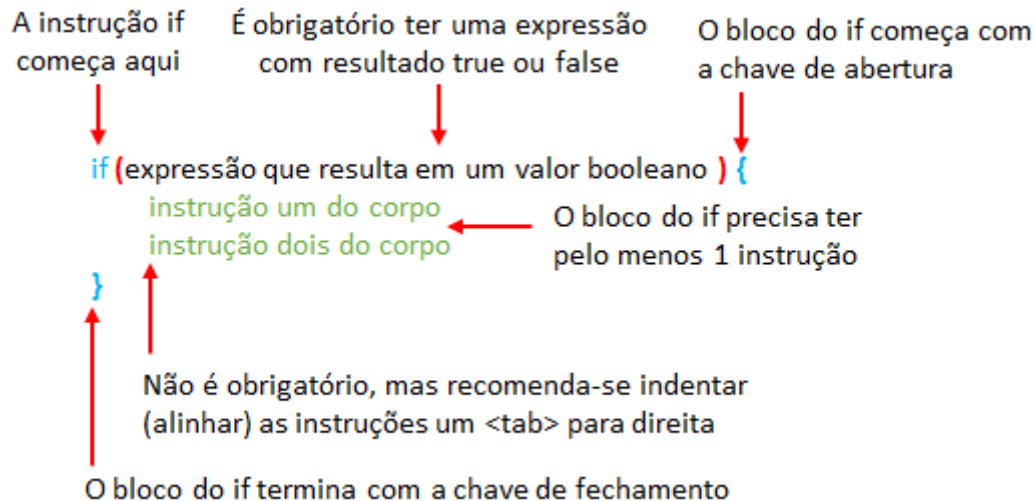 A instrução if
começa aqui
É obrigatório ter uma expressão
com resultado true ou false
O bloco do if começa com
a chave de abertura
if (expressão que resulta em um valor booleano ) {
instrução um do corpo
instrução dois do corpo
O bloco do if precisa ter
pelo menos 1 instrução
}
Não é obrigatório, mas recomenda-se indentar
(alinhar) as instruções um <tab> para direita
O bloco do if termina com a chave de fechamento